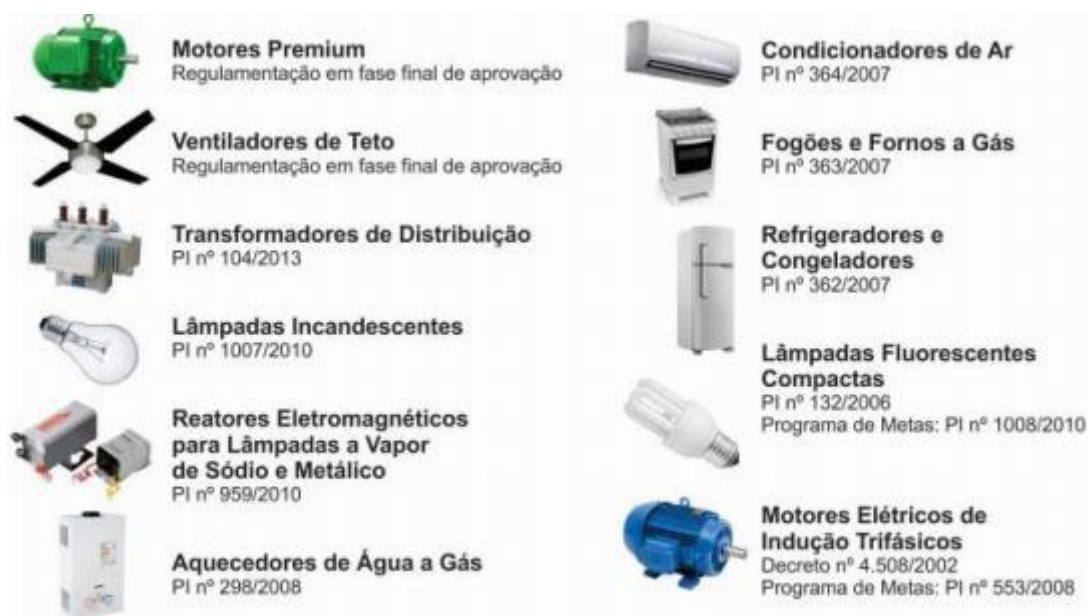 Motores Premium
Regulamentação em fase final de aprovação
Ventiladores de Teto
Regulamentação em fase final de aprovação
Transformadores de Distribuição
PI nº 104/2013
Lâmpadas Incandescentes
PI nº 1007/2010
Reatores Eletromagnéticos
para Lâmpadas a Vapor
de Sódio e Metálico
PI nº 959/2010
Aquecedores de Água a Gás
PI nº 298/2008
Condicionadores de Ar
PI nº 364/2007
Fogões e Fornos a Gás
PI nº 363/2007
Refrigeradores e
Congeladores
PI nº 362/2007
Lâmpadas Fluorescentes
Compactas
PI nº 132/2006
Programa de Metas: PI nº 1008/2010
Motores Elétricos de
Indução Trifásicos
Decreto nº 4.508/2002
Programa de Metas: PI nº 553/2008